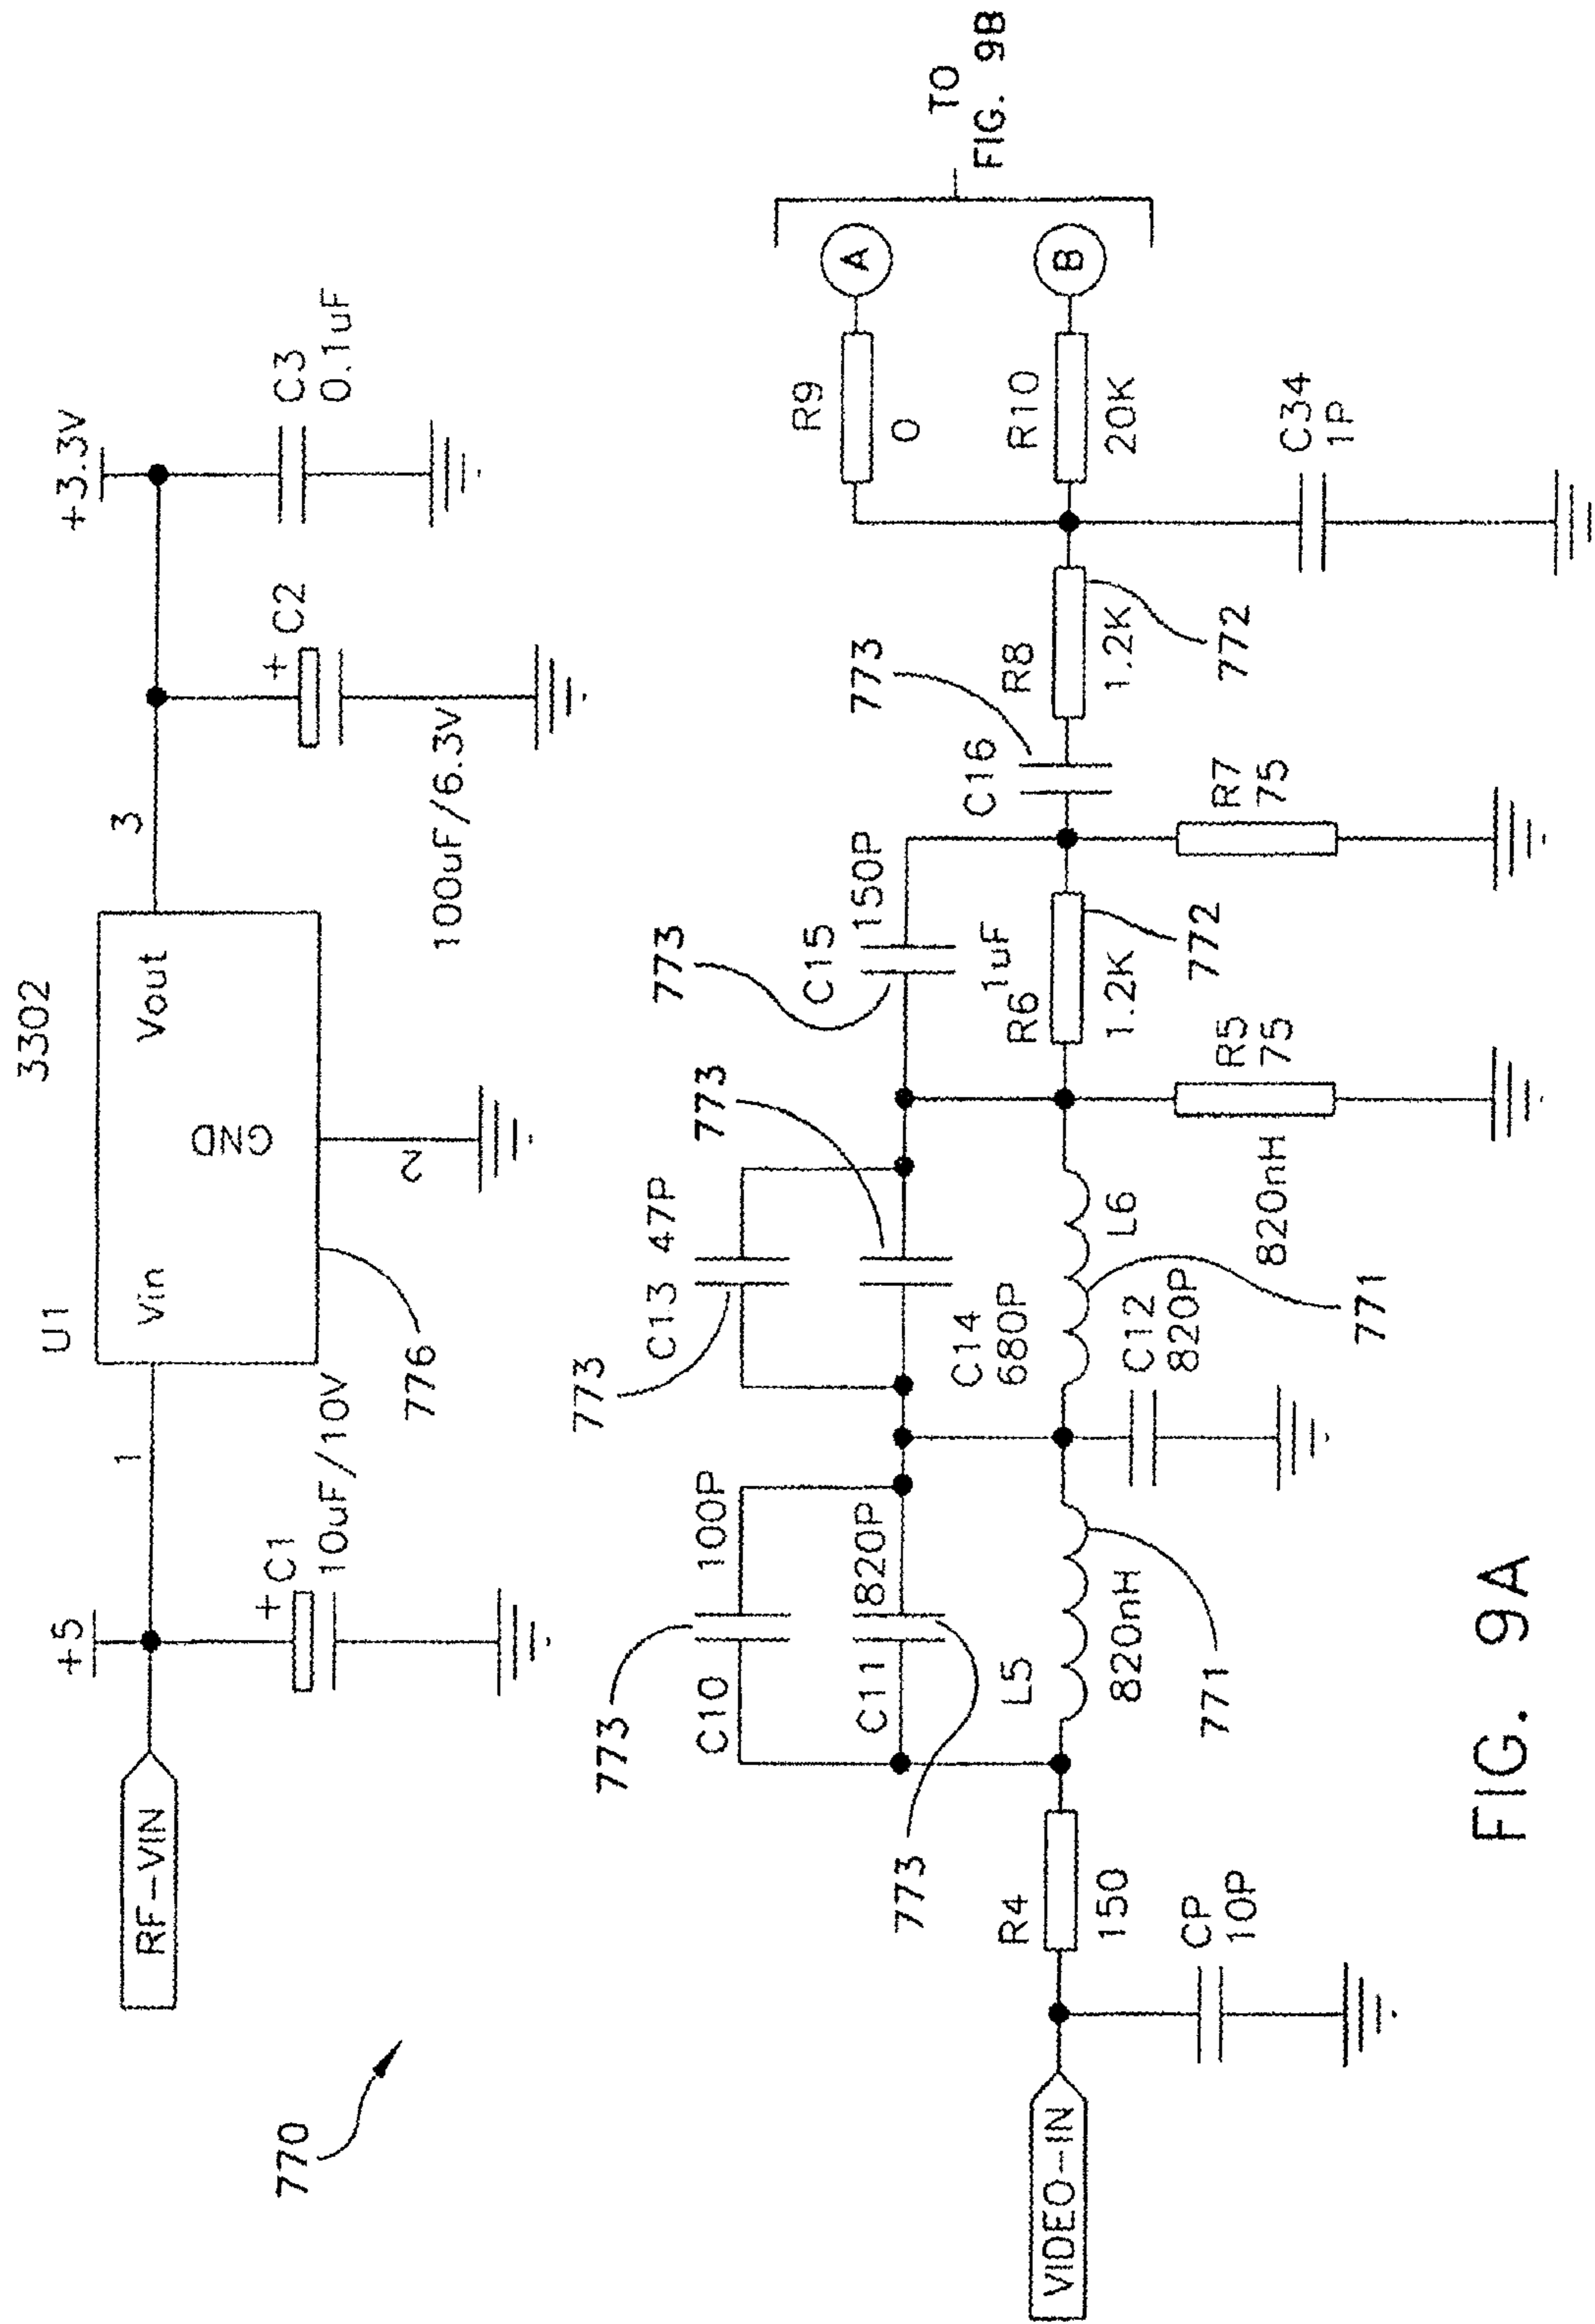 770
RF-VIN
+5
1
+ C1
10uF/10V
U1
3302
Vin
Vout
GND
2
776
3
+ C2
100uF/6.3V
+3.3V
C3
0.1uF
VIDEO-IN
CP
10P
R4
150
773
C10
100P
773
C11
820P
L5
820nH
771
773
C13
47P
773
C14
680P
C12
820P
L6
820nH
771
773
C15
150P
1uF
R6
1.2K
772
R5
75
773
C16
R7
75
R8
1.2K
772
R9
0
R10
20K
C34
1P
A
B
TO
FIG. 9B
FIG. 9A